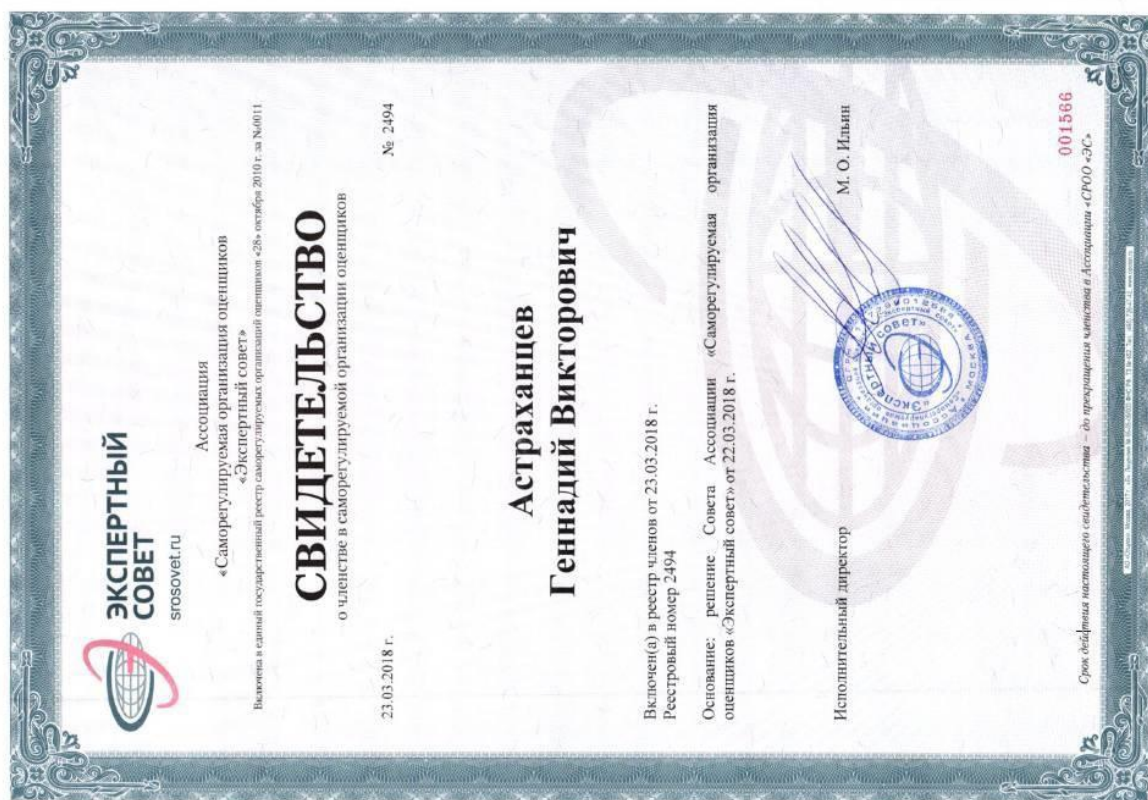 ЭКСПЕРТНЫЙ
СОВЕТ
srosovet.ru
Ассоциация
«Саморегулируемая организация оценщиков
«Экспертный совет»
Включена в единый государственный реестр саморегулируемых организаций оценщиков «28» октября 2010 г. за №0011
СВИДЕТЕЛЬСТВО
о членстве в саморегулируемой организации оценщиков
23.03.2018 г. № 2494
Астраханцев
Геннадий Викторович
Включен(а) в реестр членов от 23.03.2018 г.
Реестровый номер 2494
Основание: решение Совета Ассоциации «Саморегулируемая организация
оценщиков «Экспертный совет» от 22.03.2018 г.
Исполнительный директор М. О. Ильин
«Экспертный совет»
МОСКВА
001566
Срок действия настоящего свидетельства – до прекращения членства в Ассоциации «СРОО «ЭС»